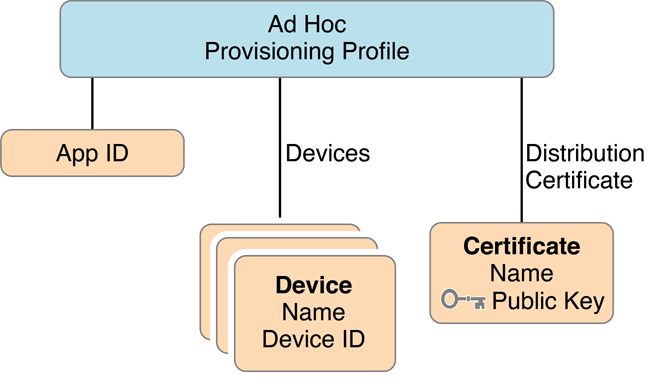 Ad Hoc
Provisioning Profile
App ID
Devices
Distribution
Certificate
Device
Name
Device ID
Certificate
Name
Public Key